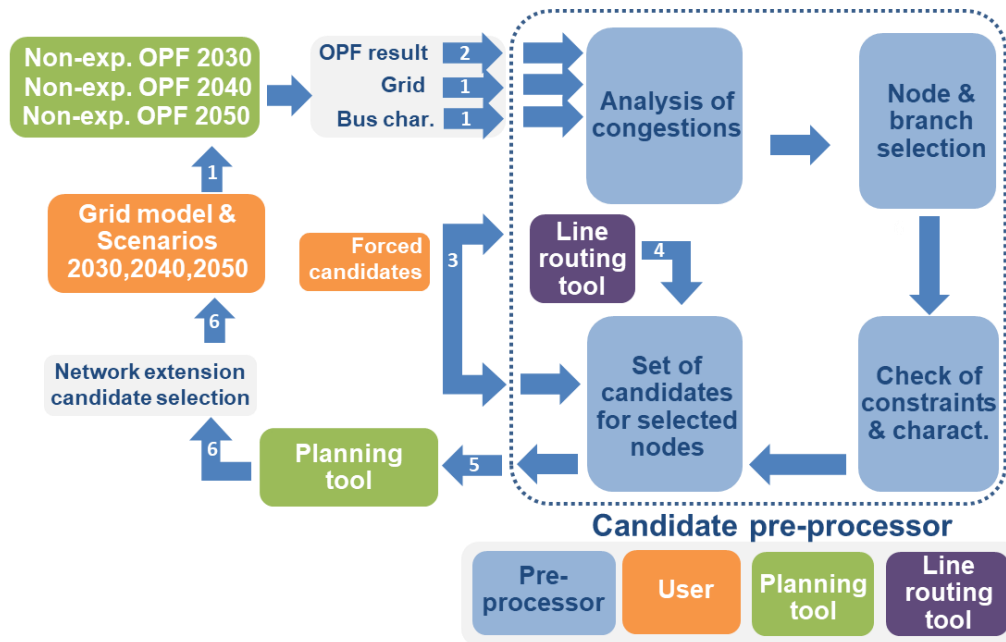 Non-exp. OPF 2030
Non-exp. OPF 2040
Non-exp. OPF 2050
OPF result
2
Grid
1
Bus char.
1
Analysis of
congestions
Node &
branch
selection
1
Grid model &
Scenarios
2030,2040,2050
Forced
candidates
3
Line
routing
tool
4
6
Network extension
candidate selection
Set of
candidates
for selected
nodes
Check of
constraints
& charact.
6
Planning
tool
5
Candidate pre-processor
Pre-
processor
User
Planning
tool
Line
routing
tool